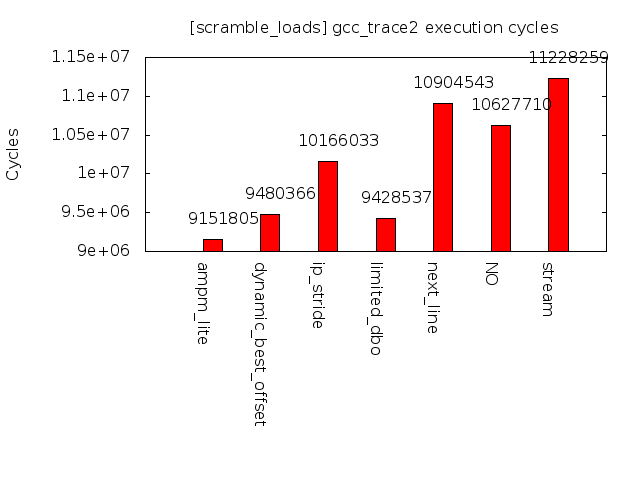 [scramble_loads] gcc_trace2 execution cycles
Cycles
1.15e+07
1.1e+07
1.05e+07
1e+07
9.5e+06
9e+06
9151805
9480366
10166033
9428537
10904543
10627710
11228259
ampm_lite
dynamic_best_offset
ip_stride
limited_dbo
next_line
NO
stream